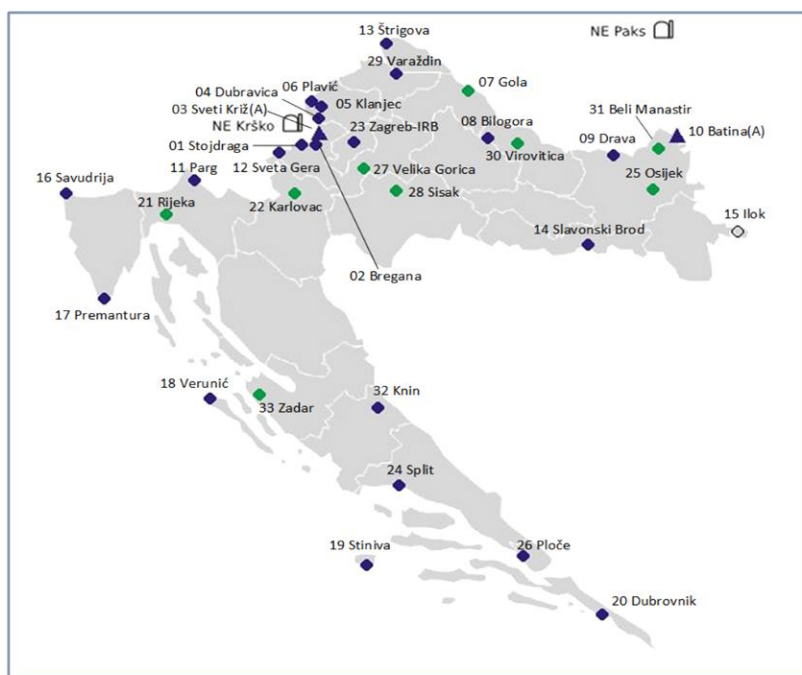 13 Štrigova
NE Paks
29 Varaždin
06 Plavić
07 Gola
04 Dubravica
05 Klanjec
03 Sveti Križ(A)
31 Beli Manastir
NE Krško
23 Zagreb-IRB
08 Bilogora
10 Batina(A)
01 Stojdraga
09 Drava
30 Virovitica
11 Parg
12 Sveta Gera
27 Velika Gorica
25 Osijek
16 Savudrija
28 Sisak
21 Rijeka
22 Karlovac
15 Ilok
14 Slavonski Brod
02 Bregana
17 Premantura
18 Verunić
32 Knin
33 Zadar
24 Split
19 Stiniva
26 Ploče
20 Dubrovnik